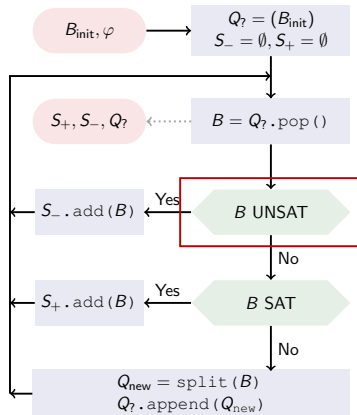 B_init, φ
Q_? = (B_init)
S_− = ∅, S_+ = ∅
S_+, S_−, Q_?
B = Q_?.pop()
S_−.add(B)
Yes
B UNSAT
No
S_+.add(B)
Yes
B SAT
No
Q_new = split(B)
Q_?.append(Q_new)